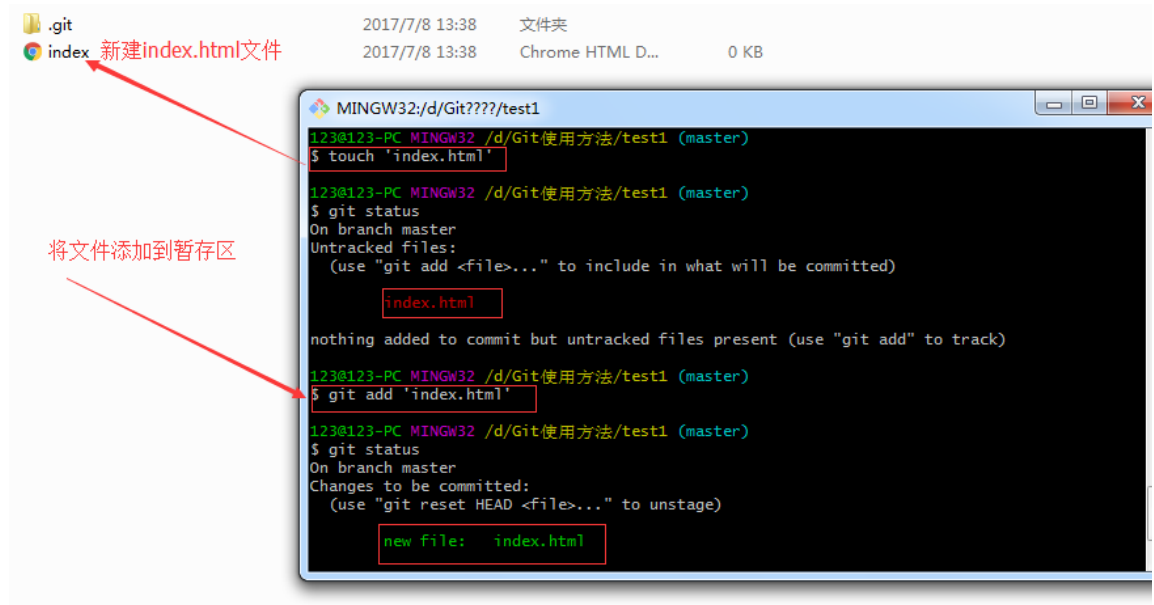 .git 2017/7/8 13:38 文件夹
index 新建index.html文件 2017/7/8 13:38 Chrome HTML D... 0 KB
MINGW32:/d/Git????/test1
123@123-PC MINGW32 /d/Git使用方法/test1 (master)
$ touch 'index.html'
123@123-PC MINGW32 /d/Git使用方法/test1 (master)
$ git status
On branch master
Untracked files:
(use "git add <file>..." to include in what will be committed)
index.html
nothing added to commit but untracked files present (use "git add" to track)
将文件添加到暂存区
123@123-PC MINGW32 /d/Git使用方法/test1 (master)
$ git add 'index.html'
123@123-PC MINGW32 /d/Git使用方法/test1 (master)
$ git status
On branch master
Changes to be committed:
(use "git reset HEAD <file>..." to unstage)
new file: index.html